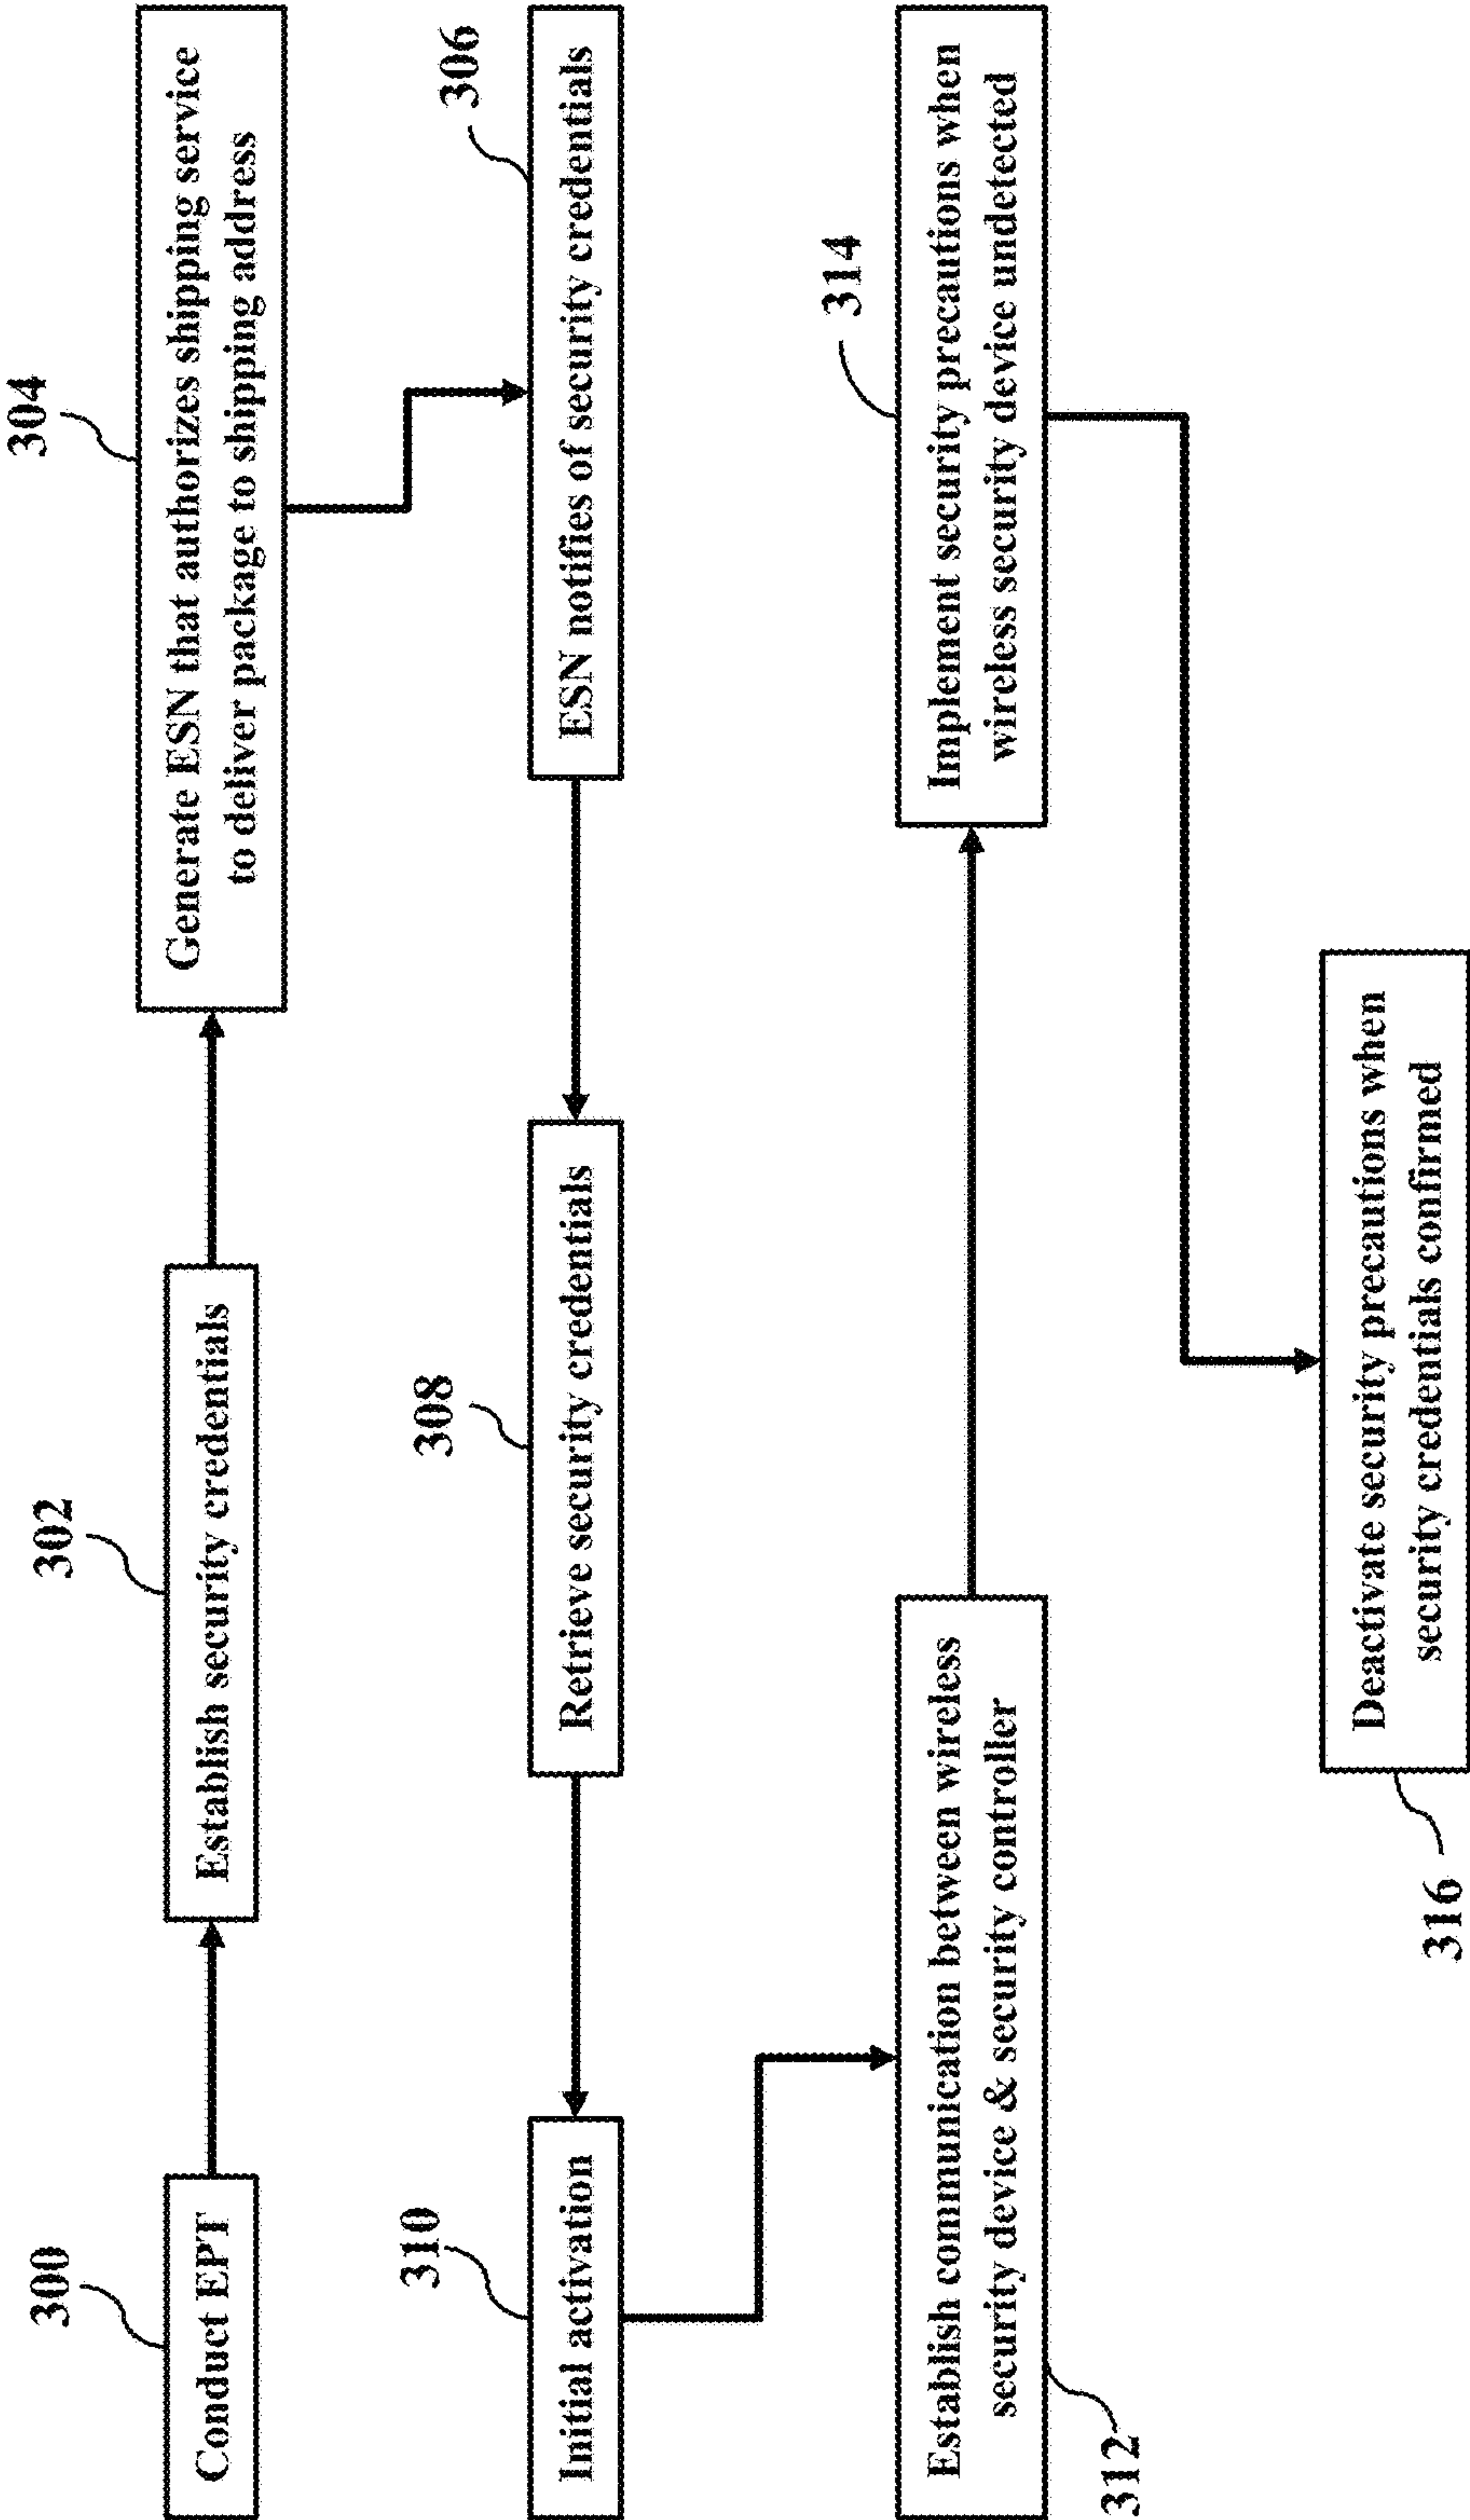 300
Conduct EPT
302
Establish security credentials
304
Generate ESN that authorizes shipping service
to deliver package to shipping address
306
ESN notifies of security credentials
308
Retrieve security credentials
310
Initial activation
312
Establish communication between wireless
security device & security controller
314
Implement security precautions when
wireless security device undetected
316
Deactivate security precautions when
security credentials confirmed